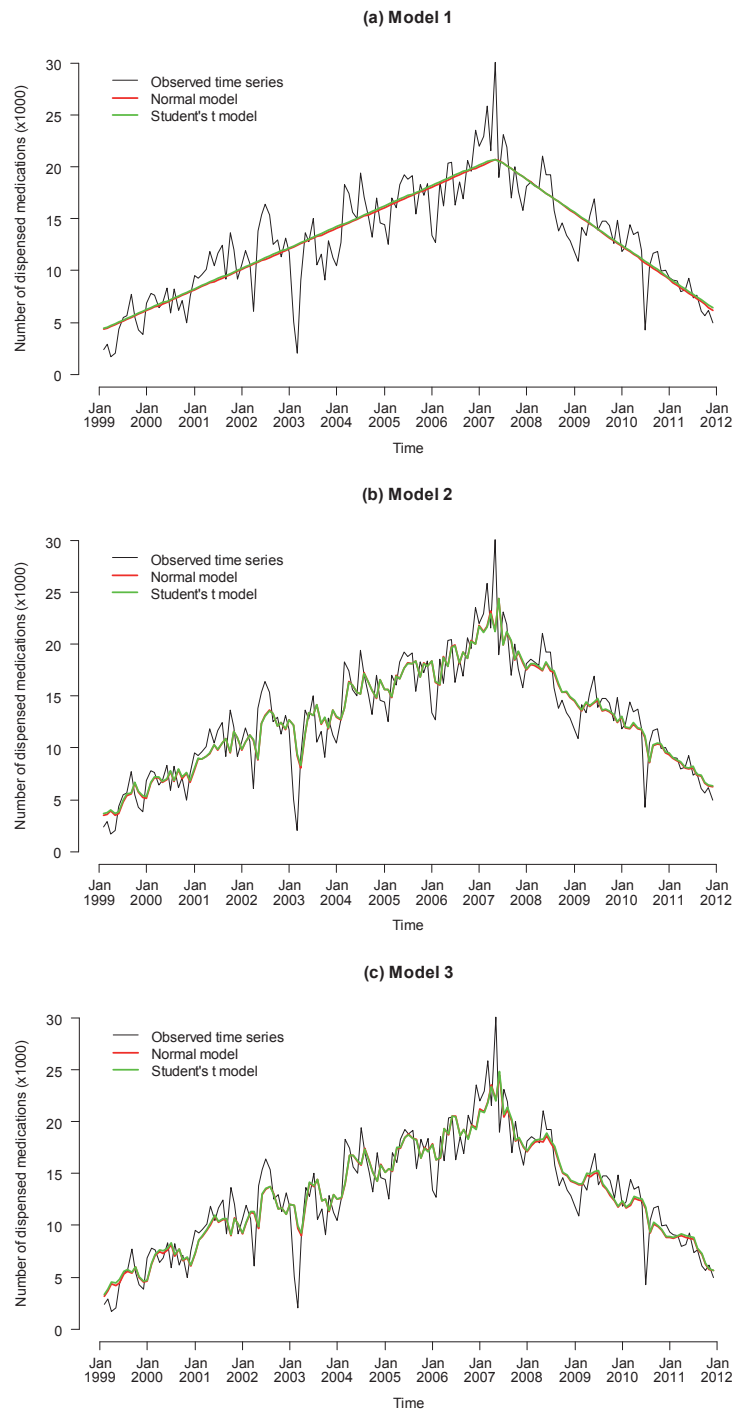 (a) Model 1
Number of dispensed medications (x1000)
30
25
20
15
10
5
0
Observed time series
Normal model
Student's t model
Jan Jan Jan Jan Jan Jan Jan Jan Jan Jan Jan Jan Jan Jan
1999 2000 2001 2002 2003 2004 2005 2006 2007 2008 2009 2010 2011 2012
Time
(b) Model 2
Number of dispensed medications (x1000)
30
25
20
15
10
5
0
Observed time series
Normal model
Student's t model
Jan Jan Jan Jan Jan Jan Jan Jan Jan Jan Jan Jan Jan Jan
1999 2000 2001 2002 2003 2004 2005 2006 2007 2008 2009 2010 2011 2012
Time
(c) Model 3
Number of dispensed medications (x1000)
30
25
20
15
10
5
0
Observed time series
Normal model
Student's t model
Jan Jan Jan Jan Jan Jan Jan Jan Jan Jan Jan Jan Jan Jan
1999 2000 2001 2002 2003 2004 2005 2006 2007 2008 2009 2010 2011 2012
Time